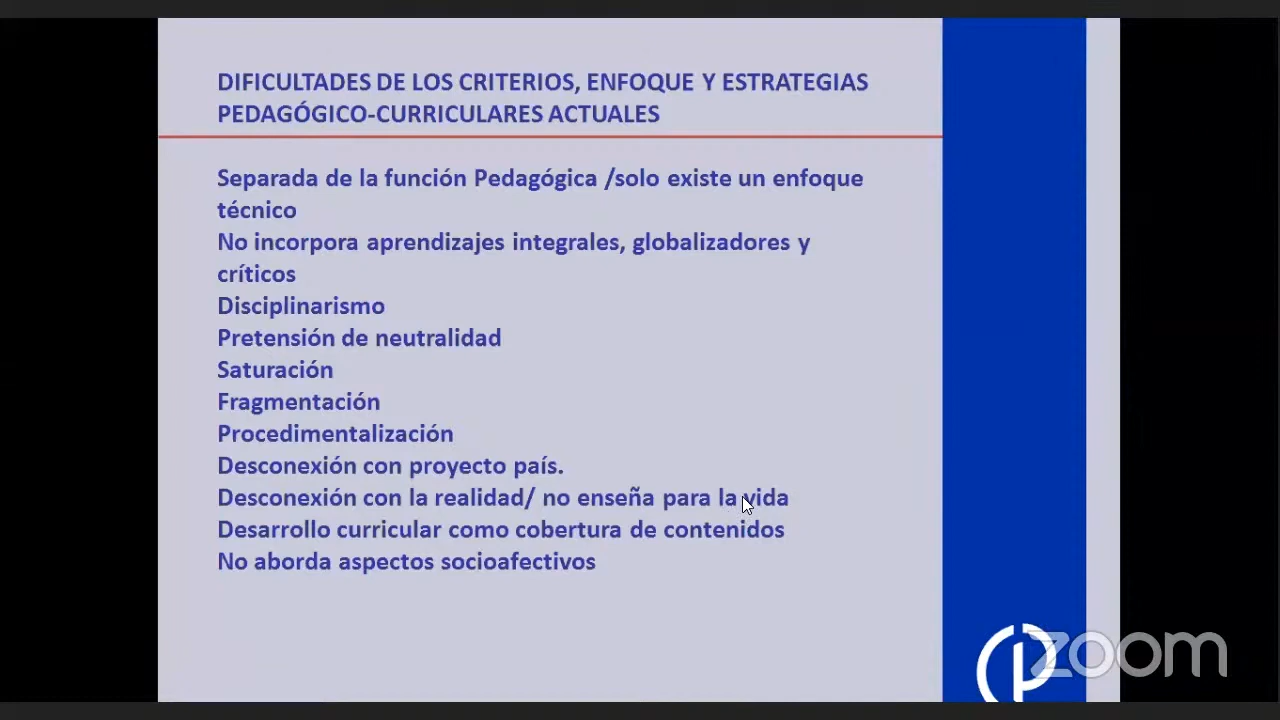 DIFICULTADES DE LOS CRITERIOS, ENFOQUE Y ESTRATEGIAS
PEDAGÓGICO-CURRICULARES ACTUALES
Separada de la función Pedagógica /solo existe un enfoque
técnico
No incorpora aprendizajes integrales, globalizadores y
críticos
Disciplinarismo
Pretensión de neutralidad
Saturación
Fragmentación
Procedimentalización
Desconexión con proyecto país.
Desconexión con la realidad/ no enseña para la vida
Desarrollo curricular como cobertura de contenidos
No aborda aspectos socioafectivos
zoom